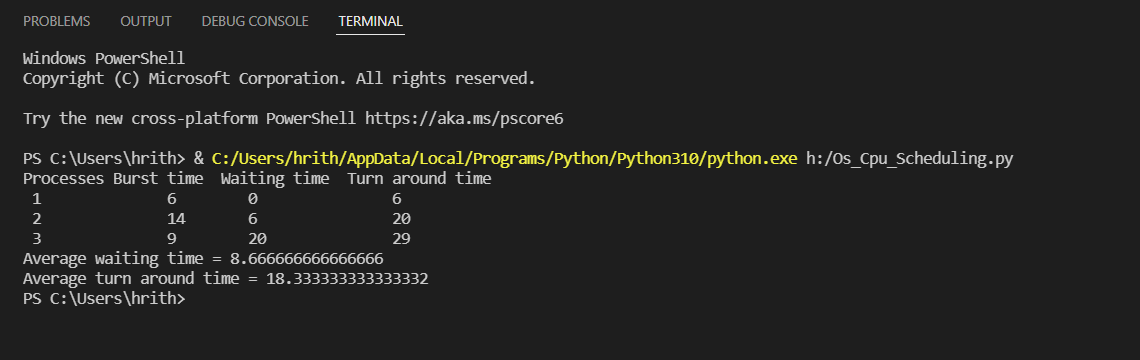 PROBLEMS OUTPUT DEBUG CONSOLE TERMINAL
Windows PowerShell
Copyright (C) Microsoft Corporation. All rights reserved.
Try the new cross-platform PowerShell https://aka.ms/pscore6
PS C:\Users\hrith> & C:/Users/hrith/AppData/Local/Programs/Python/Python310/python.exe h:/Os_Cpu_Scheduling.py
Processes Burst time Waiting time Turn around time
1 6 0 6
2 14 6 20
3 9 20 29
Average waiting time = 8.666666666666666
Average turn around time = 18.333333333333332
PS C:\Users\hrith>